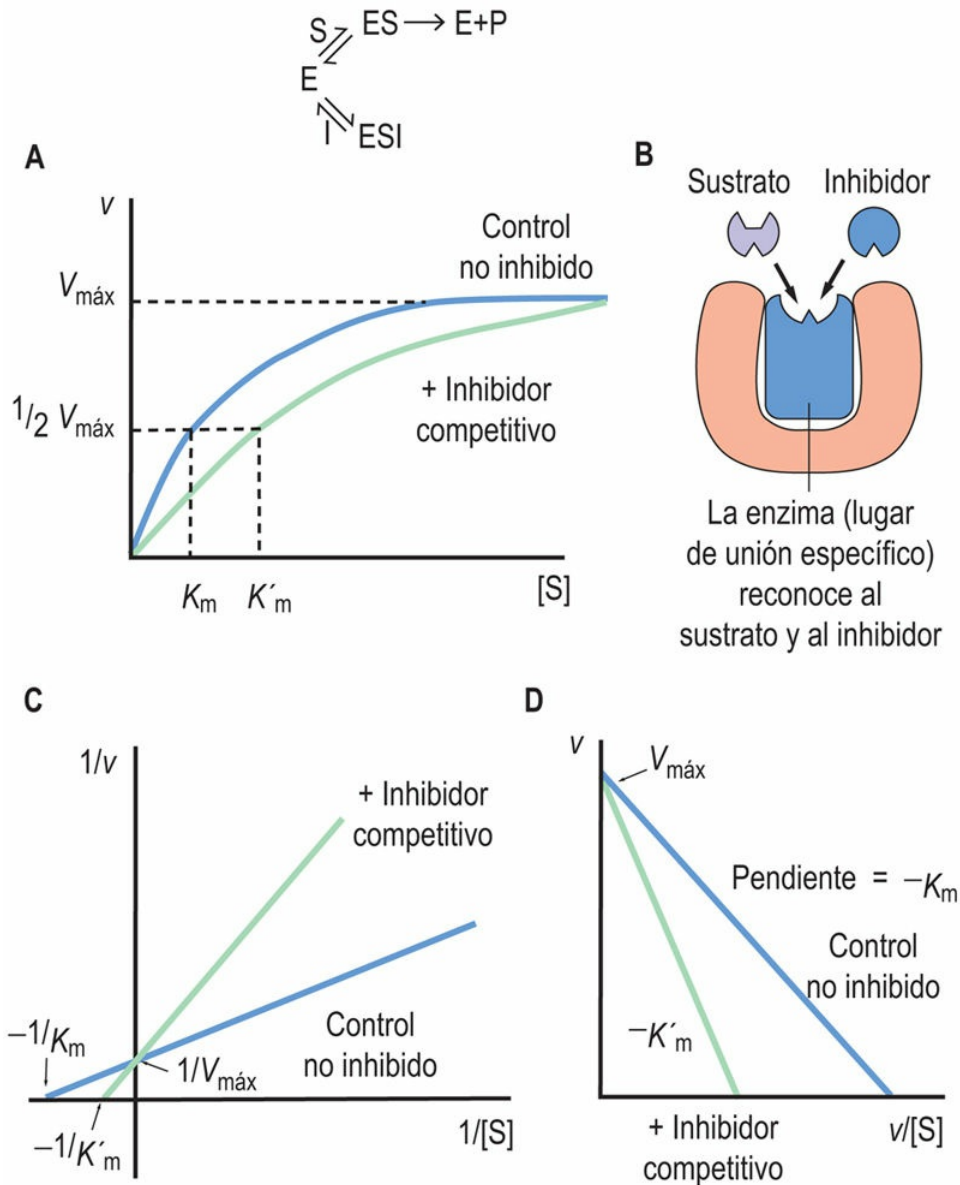 S ES → E+P
E
I ESI
A
v
Vmáx
1/2 Vmáx
Control
no inhibido
+ Inhibidor
competitivo
Km
K´m
[S]
B
Sustrato
Inhibidor
La enzima (lugar
de unión específico)
reconoce al
sustrato y al inhibidor
C
1/v
+ Inhibidor
competitivo
−1/Km
−1/K´m
1/Vmáx
Control
no inhibido
1/[S]
D
v
Vmáx
Pendiente = −Km
Control
no inhibido
−K´m
+ Inhibidor
competitivo
v/[S]